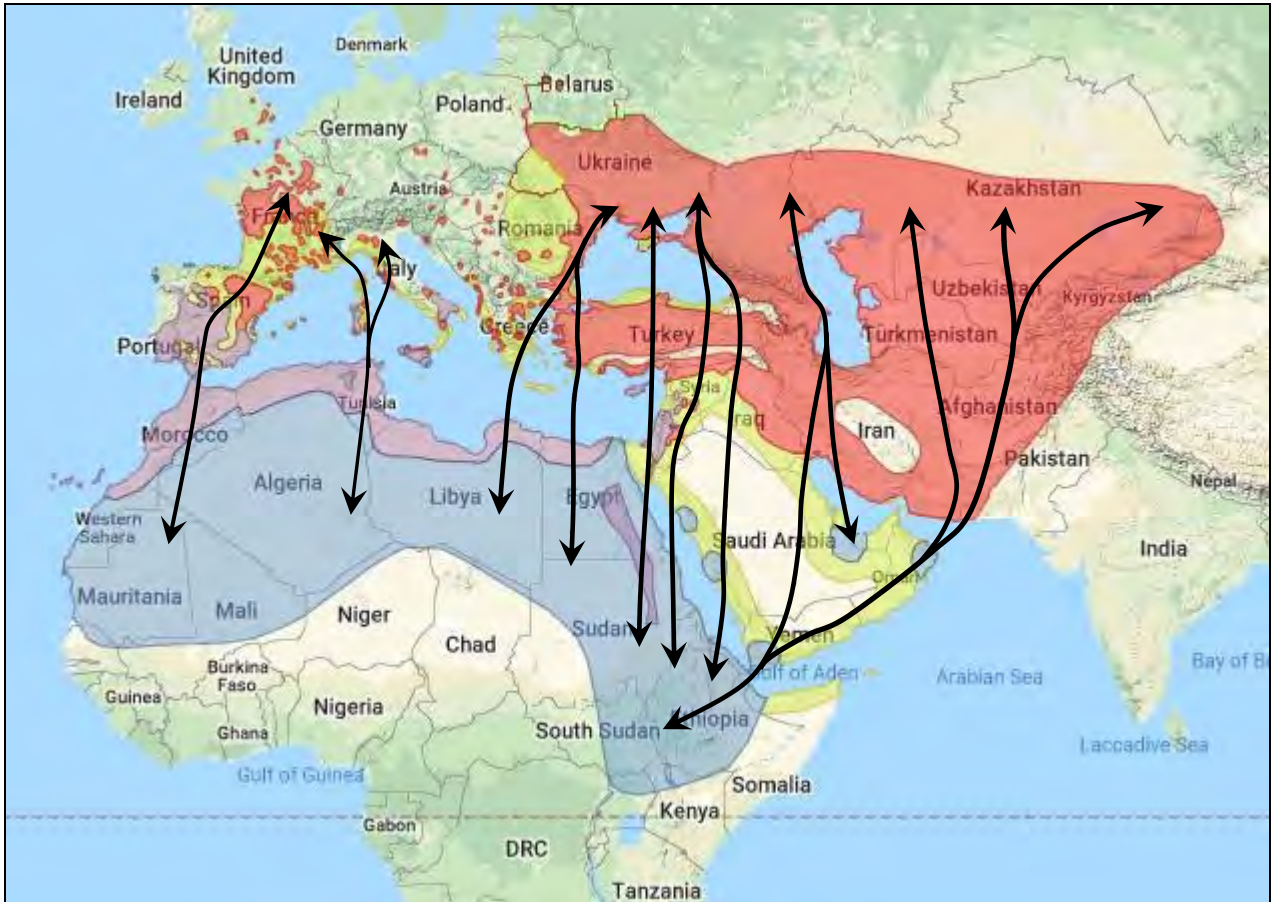 Denmark
United
Kingdom
Ireland
Belarus
Poland
Germany
Ukraine
Austria
Kazakhstan
France
Romania
Italy
Spain
Uzbekistan
Kyrgyzstan
Greece
Turkey
Türkmenistan
Portugal
Syria
Tunisia
Afghanistan
Iraq
Iran
Morocco
Pakistan
Algeria
Libya
Egypt
Nepal
Western
Sahara
Saudi Arabia
India
Oman
Mauritania
Mali
Niger
Sudan
Yemen
Chad
Burkina
Faso
Gulf of Aden
Bay of Be
Arabian Sea
Guinea
Nigeria
Ethiopia
South Sudan
Ghana
Laccadive Sea
Gulf of Guinea
Somalia
Kenya
Gabon
DRC
Tanzania